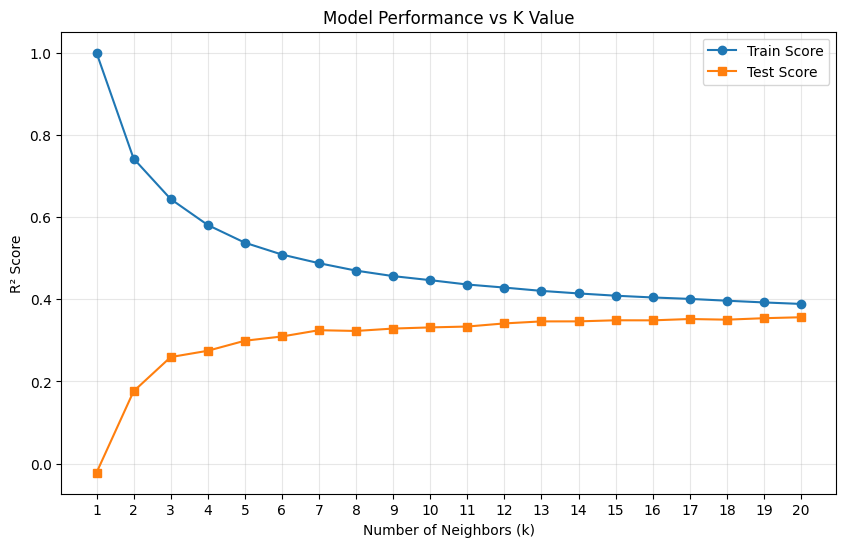 Model Performance vs K Value
Train Score
Test Score
R² Score
1.0
0.8
0.6
0.4
0.2
0.0
1 2 3 4 5 6 7 8 9 10 11 12 13 14 15 16 17 18 19 20
Number of Neighbors (k)